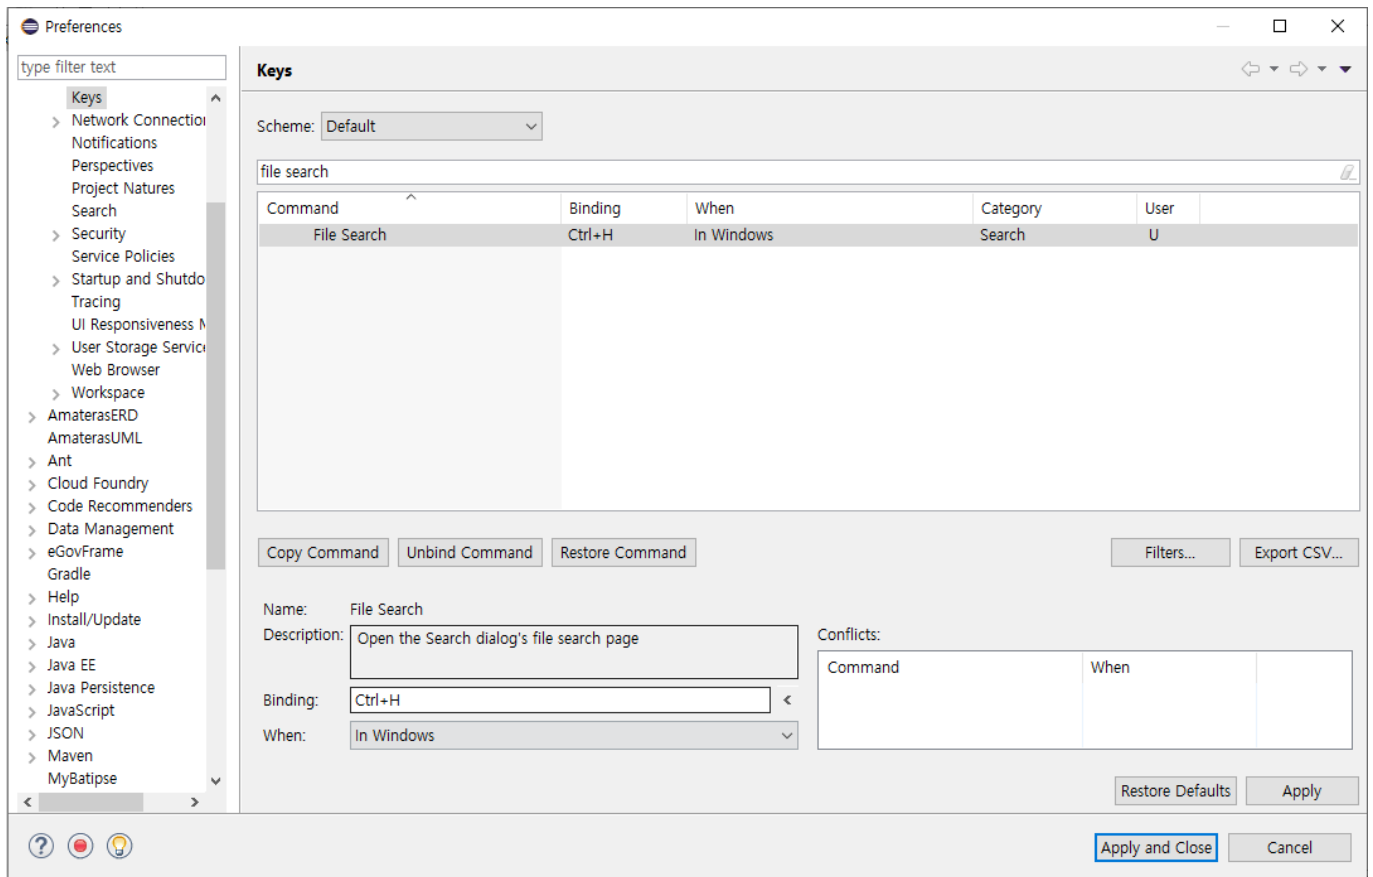 Preferences
type filter text
Keys
Network Connection
Notifications
Perspectives
Project Natures
Search
Security
Service Policies
Startup and Shutdo
Tracing
UI Responsiveness
User Storage Service
Web Browser
Workspace
AmaterasERD
AmaterasUML
Ant
Cloud Foundry
Code Recommenders
Data Management
eGovFrame
Gradle
Help
Install/Update
Java
Java EE
Java Persistence
JavaScript
JSON
Maven
MyBatipse
Keys
Scheme: Default
file search
Command Binding When Category User
File Search Ctrl+H In Windows Search U
Copy Command Unbind Command Restore Command Filters... Export CSV...
Name: File Search
Description: Open the Search dialog's file search page
Binding: Ctrl+H
When: In Windows
Conflicts:
Command When
Restore Defaults Apply
Apply and Close Cancel